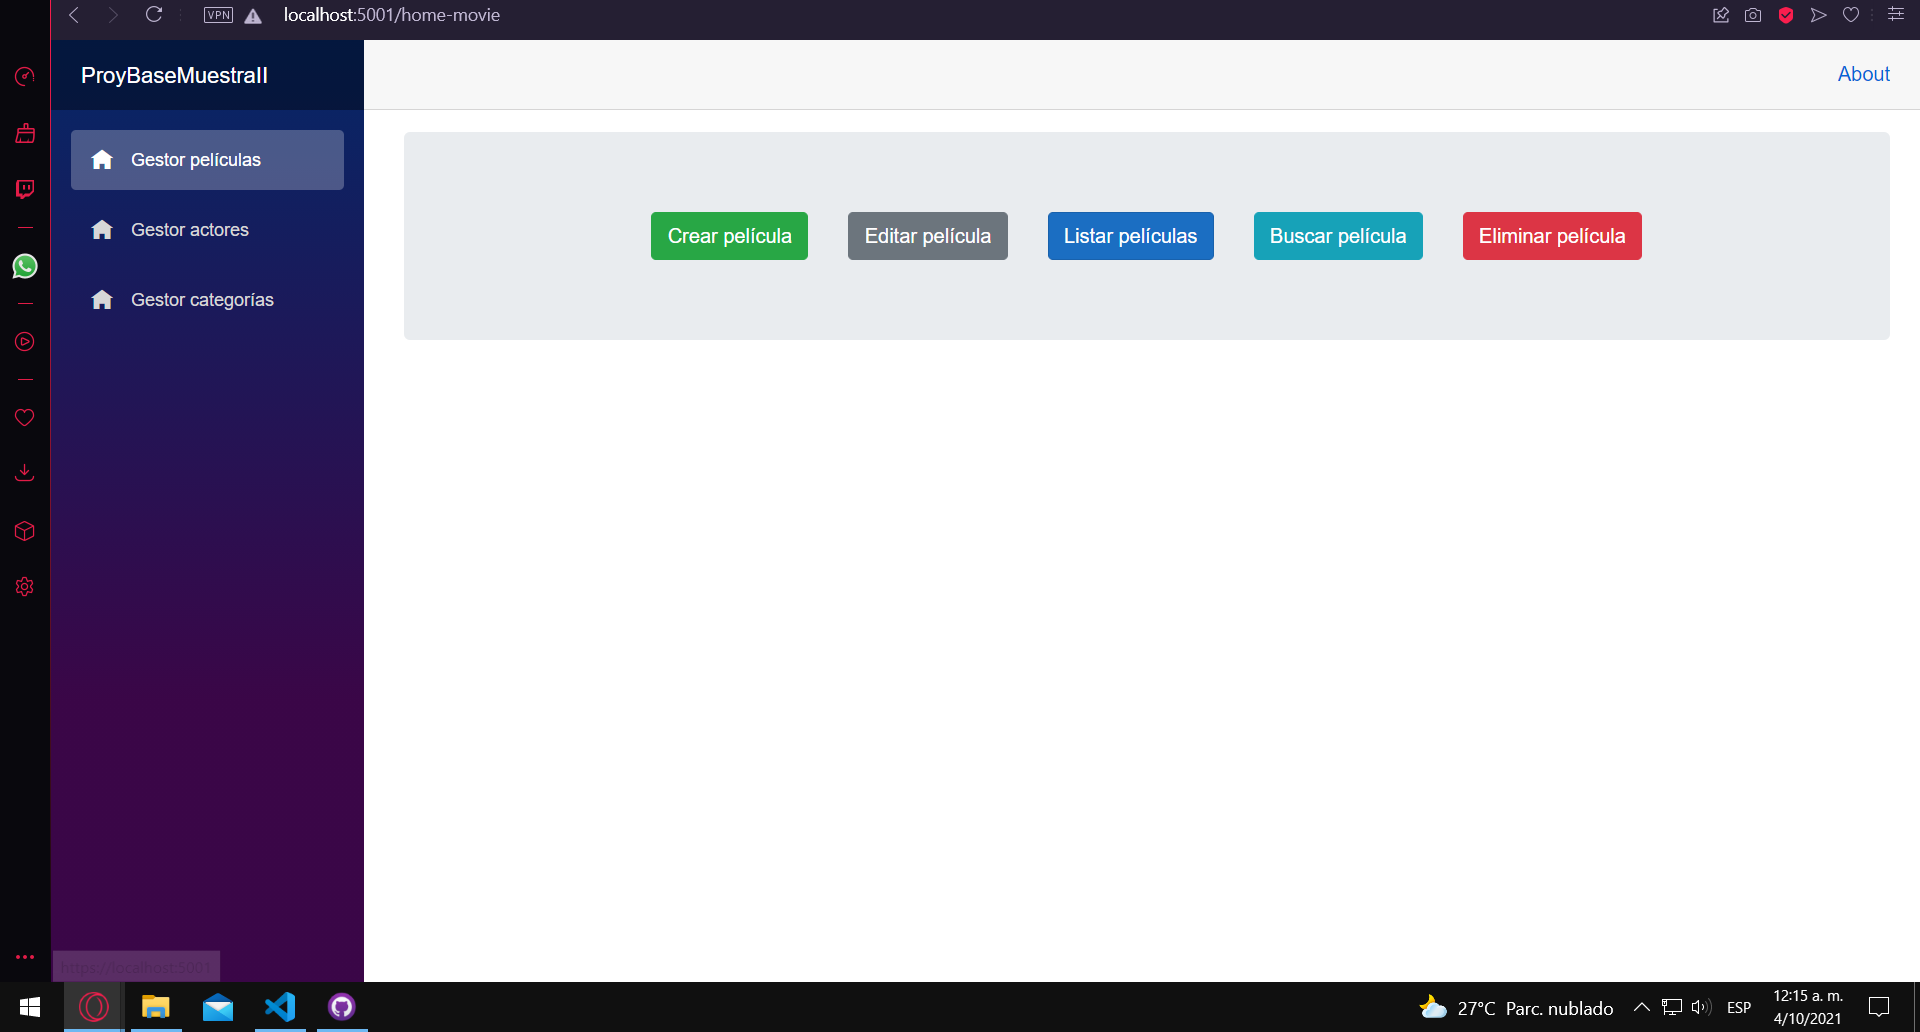 VPN
localhost:5001/home-movie
ProyBaseMuestraII
About
Gestor películas
Gestor actores
Gestor categorías
Crear película
Editar película
Listar películas
Buscar película
Eliminar película
https://localhost:5001
27°C Parc. nublado
ESP
12:15 a. m.
4/10/2021